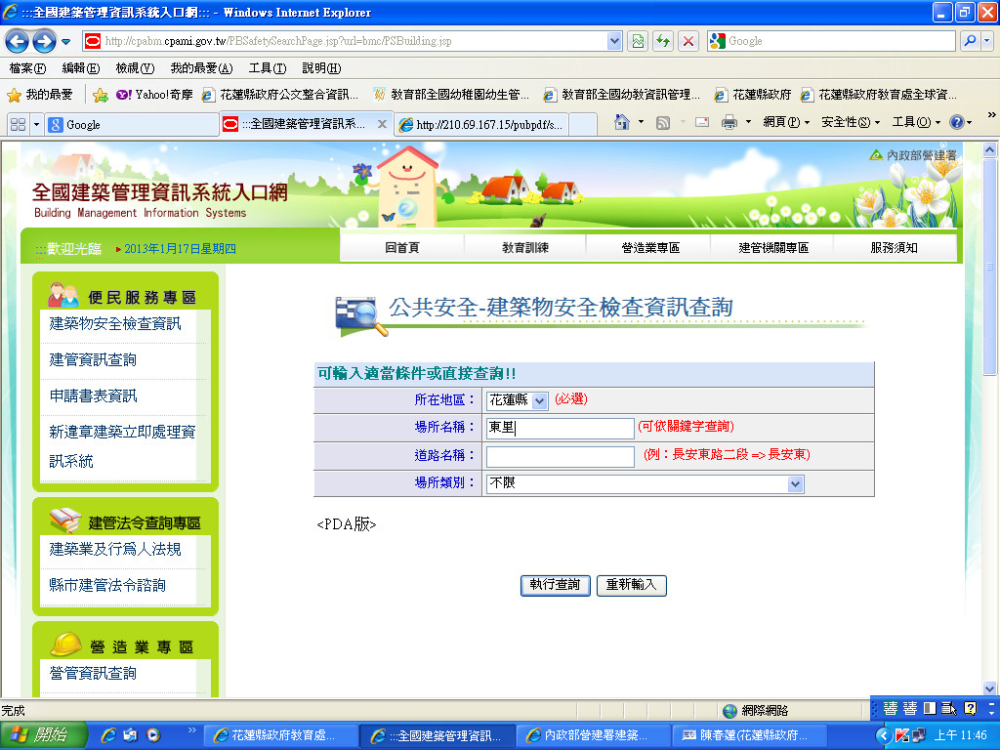 :::全國建築管理資訊系統入口網::: - Windows Internet Explorer
http://cpabm.cpami.gov.tw/PBSafetySearchPage.jsp?url=bmc/PSBuilding.jsp
Google
檔案(F) 編輯(E) 檢視(V) 我的最愛(A) 工具(T) 說明(H)
我的最愛 Yahoo!奇摩 花蓮縣政府公文整合資訊... 教育部全國幼稚園幼生管... 教育部全國幼教資訊管理... 花蓮縣政府 花蓮縣政府教育處全球資...
Google :::全國建築管理資訊系... http://210.69.167.15/pubpdf/s... 網頁(P) 安全性(S) 工具(O)
內政部營建署
全國建築管理資訊系統入口網
Building Management Information Systems
:::歡迎光臨 2013年1月17日星期四 回首頁 教育訓練 營造業專區 建管機關專區 服務須知
便民服務專區
建築物安全檢查資訊
建管資訊查詢
申請書表資訊
新違章建築立即處理資
訊系統
建管法令查詢專區
建築業及行為人法規
縣市建管法令諮詢
營造業專區
營管資訊查詢
公共安全-建築物安全檢查資訊查詢
可輸入適當條件或直接查詢!!
所在地區： 花蓮縣 (必選)
場所名稱： 東里 (可依關鍵字查詢)
道路名稱： (例：長安東路二段 => 長安東)
場所類別： 不限
<PDA版>
執行查詢 重新輸入
完成 網際網路
開始 花蓮縣政府教育處... :::全國建築管理資訊... 內政部營建署建築... 陳春蓮(花蓮縣政府... 上午 11:46